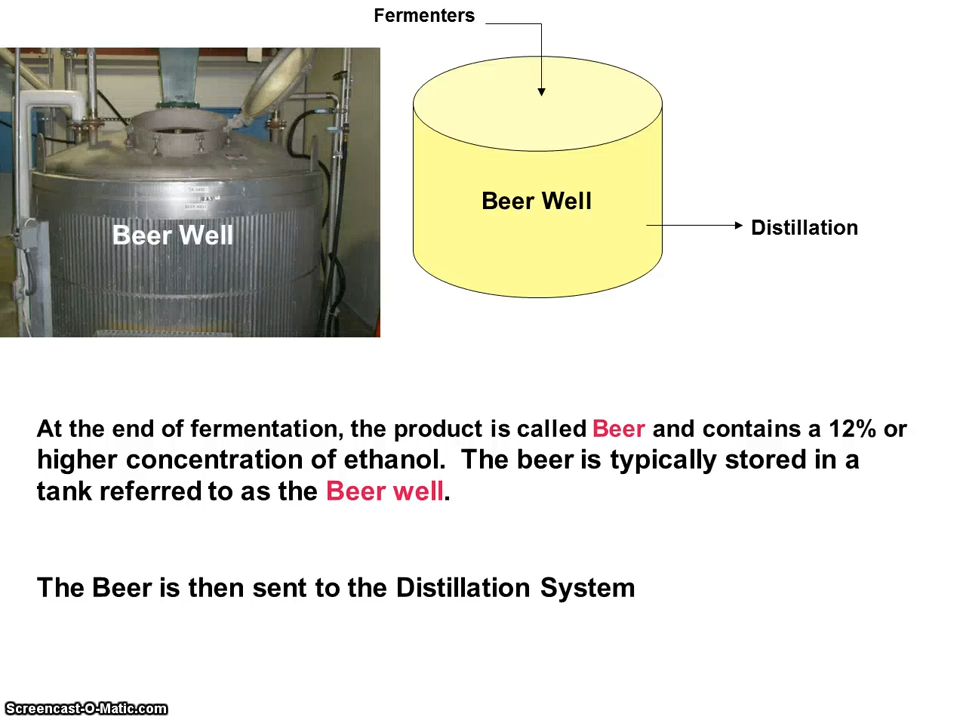 Fermenters
Beer Well
Beer Well
Distillation
At the end of fermentation, the product is called Beer and contains a 12% or
higher concentration of ethanol. The beer is typically stored in a
tank referred to as the Beer well.
The Beer is then sent to the Distillation System
Screencast-O-Matic.com